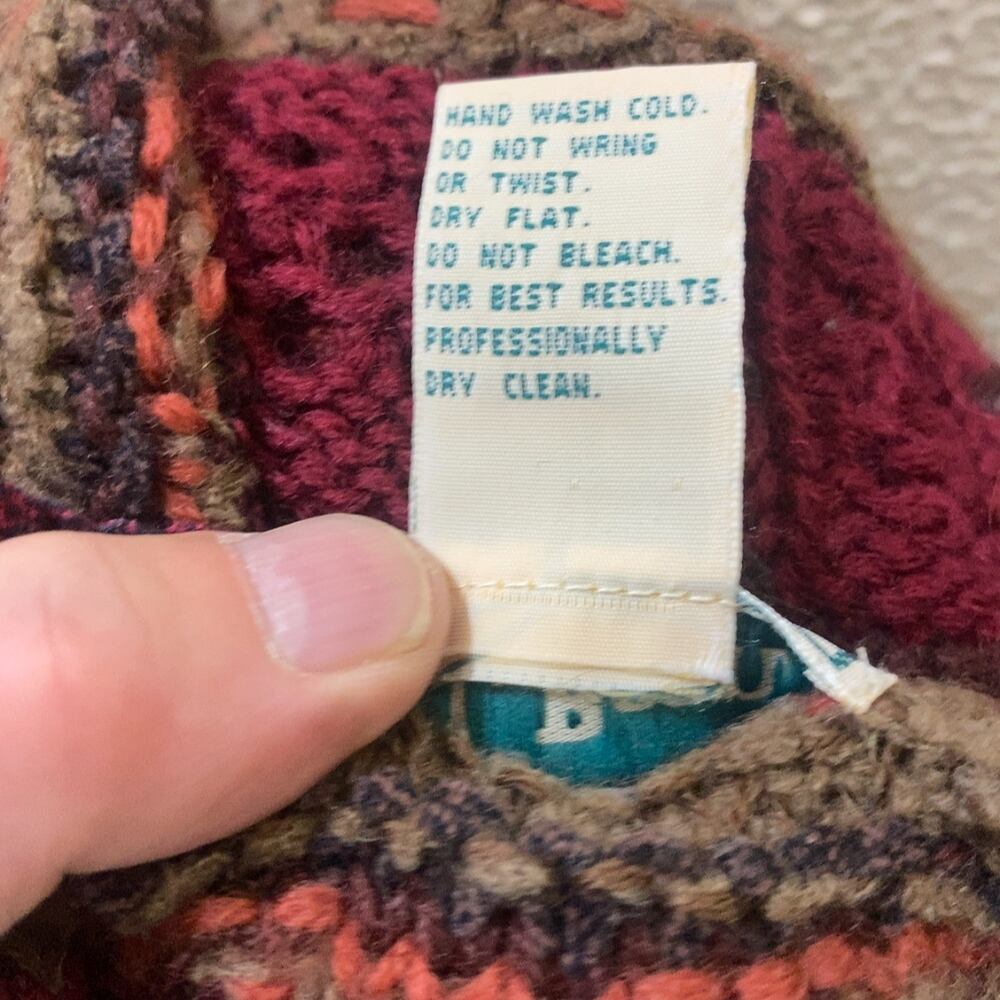 HAND WASH COLD.
DO NOT WRING
OR TWIST.
DRY FLAT.
DO NOT BLEACH.
FOR BEST RESULTS.
PROFESSIONALLY
DRY CLEAN.